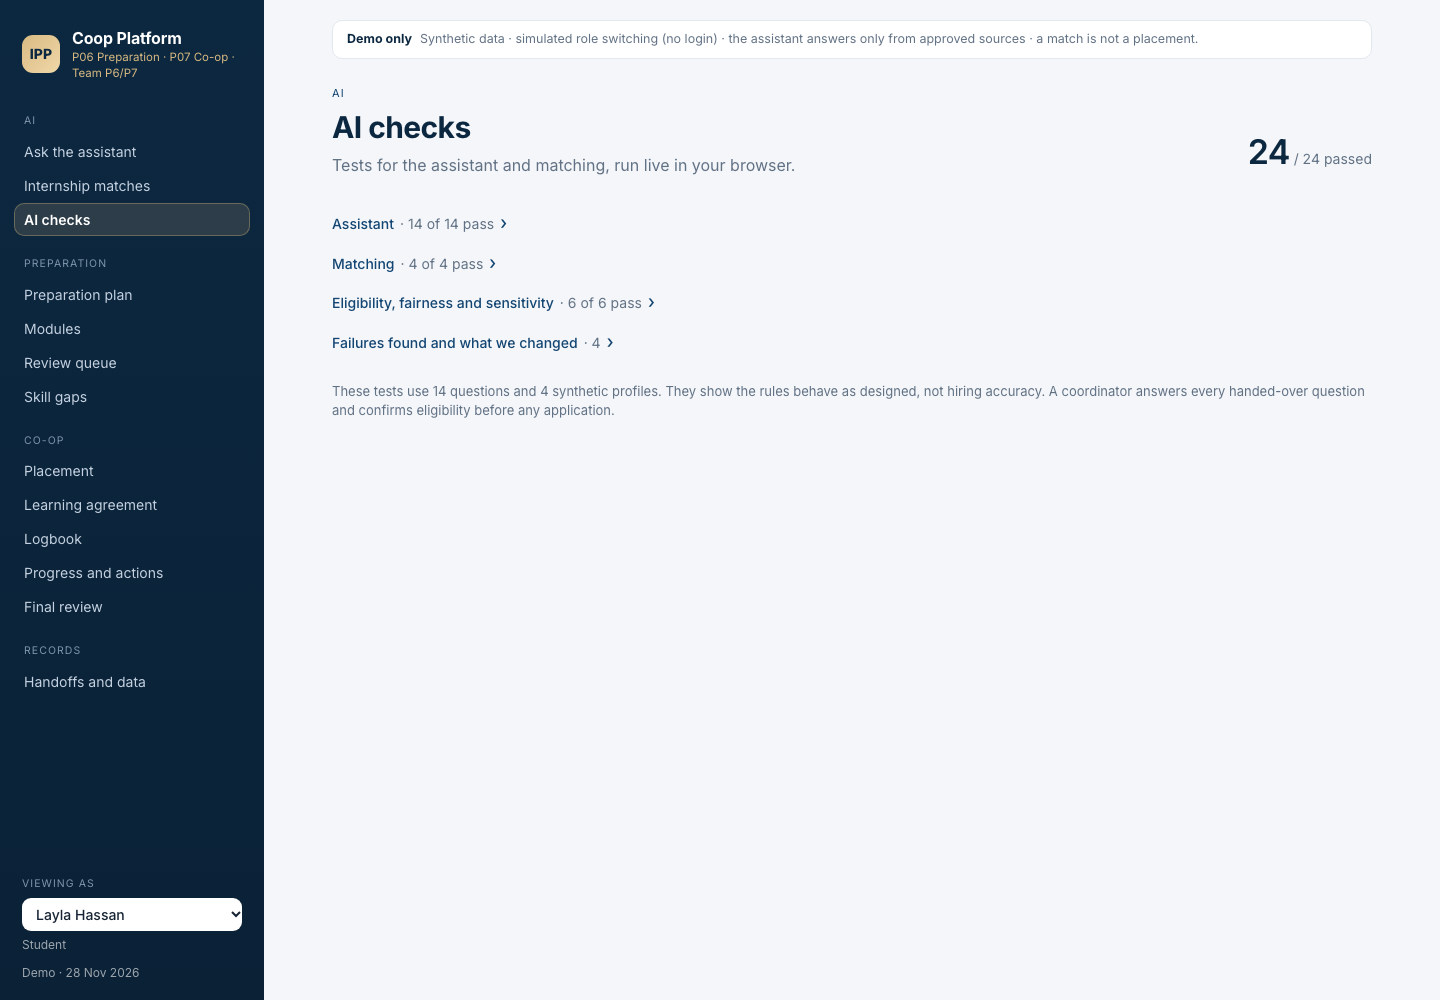 IPP
Coop Platform
P06 Preparation · P07 Co-op ·
Team P6/P7
AI
Ask the assistant
Internship matches
AI checks
PREPARATION
Preparation plan
Modules
Review queue
Skill gaps
CO-OP
Placement
Learning agreement
Logbook
Progress and actions
Final review
RECORDS
Handoffs and data
VIEWING AS
Layla Hassan
Student
Demo · 28 Nov 2026
Demo only Synthetic data · simulated role switching (no login) · the assistant answers only from approved sources · a match is not a placement.
AI
AI checks
Tests for the assistant and matching, run live in your browser.
24 / 24 passed
Assistant · 14 of 14 pass ›
Matching · 4 of 4 pass ›
Eligibility, fairness and sensitivity · 6 of 6 pass ›
Failures found and what we changed · 4 ›
These tests use 14 questions and 4 synthetic profiles. They show the rules behave as designed, not hiring accuracy. A coordinator answers every handed-over question
and confirms eligibility before any application.